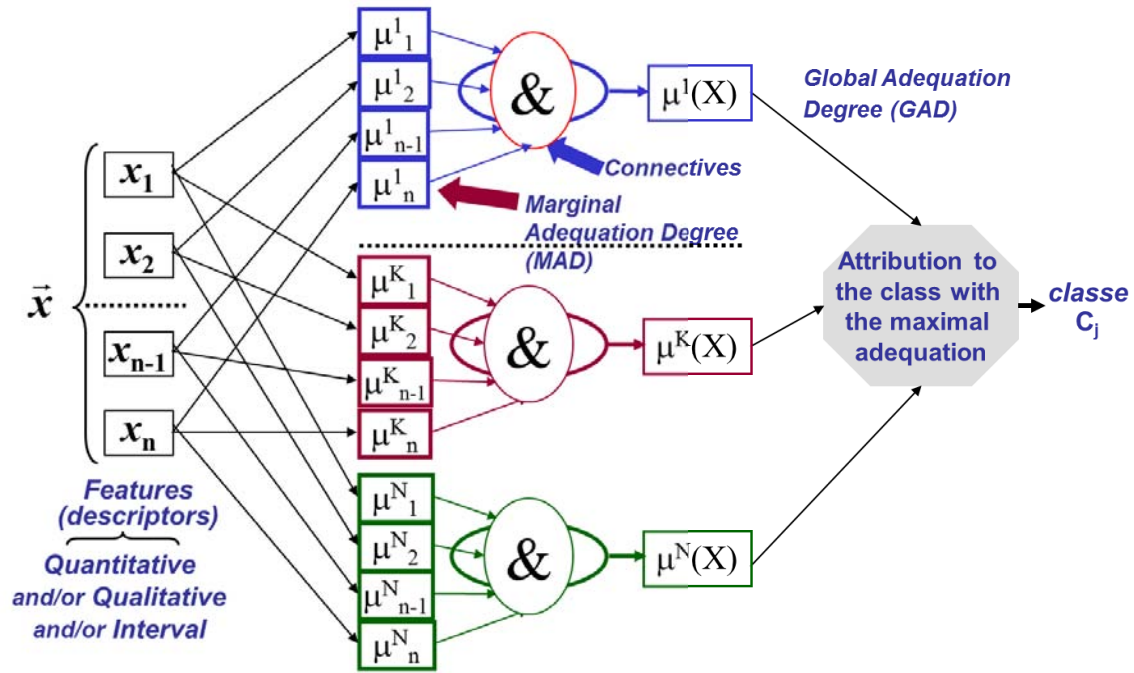 x⃗
x₁
x₂
xₙ₋₁
xₙ
Features
(descriptors)
Quantitative
and/or Qualitative
and/or Interval
μ¹₁
μ¹₂
μ¹ₙ₋₁
μ¹ₙ
&
μ¹(X)
Global Adequation
Degree (GAD)
Connectives
Marginal
Adequation Degree
(MAD)
μᴷ₁
μᴷ₂
μᴷₙ₋₁
μᴷₙ
&
μᴷ(X)
μᴺ₁
μᴺ₂
μᴺₙ₋₁
μᴺₙ
&
μᴺ(X)
Attribution to
the class with
the maximal
adequation
classe
Cⱼ